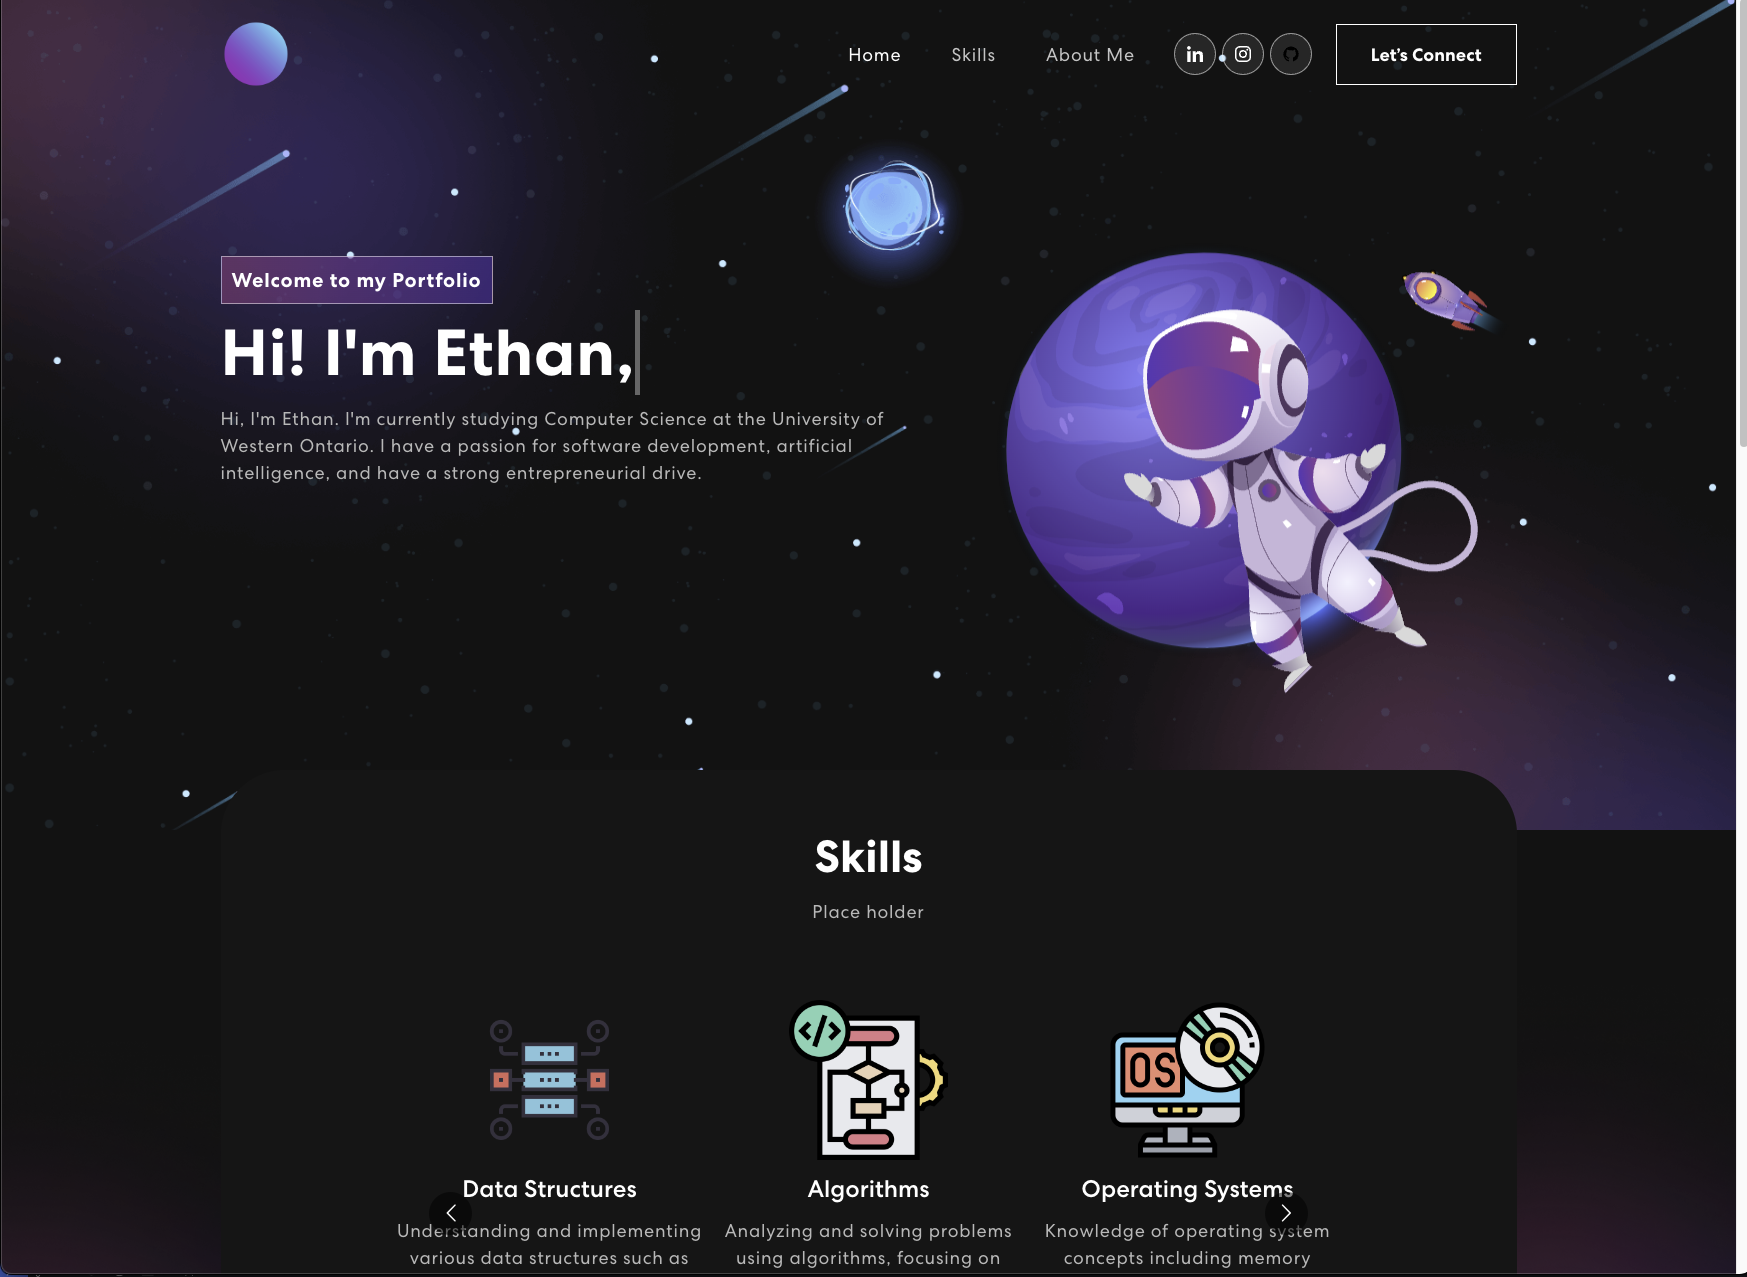 Home
Skills
About Me
in
Let's Connect
Welcome to my Portfolio
Hi! I'm Ethan,
Hi, I'm Ethan. I'm currently studying Computer Science at the University of
Western Ontario. I have a passion for software development, artificial
intelligence, and have a strong entrepreneurial drive.
Skills
Place holder
</>
OS
Data Structures
Understanding and implementing
various data structures such as
Algorithms
Analyzing and solving problems
using algorithms, focusing on
Operating Systems
Knowledge of operating system
concepts including memory